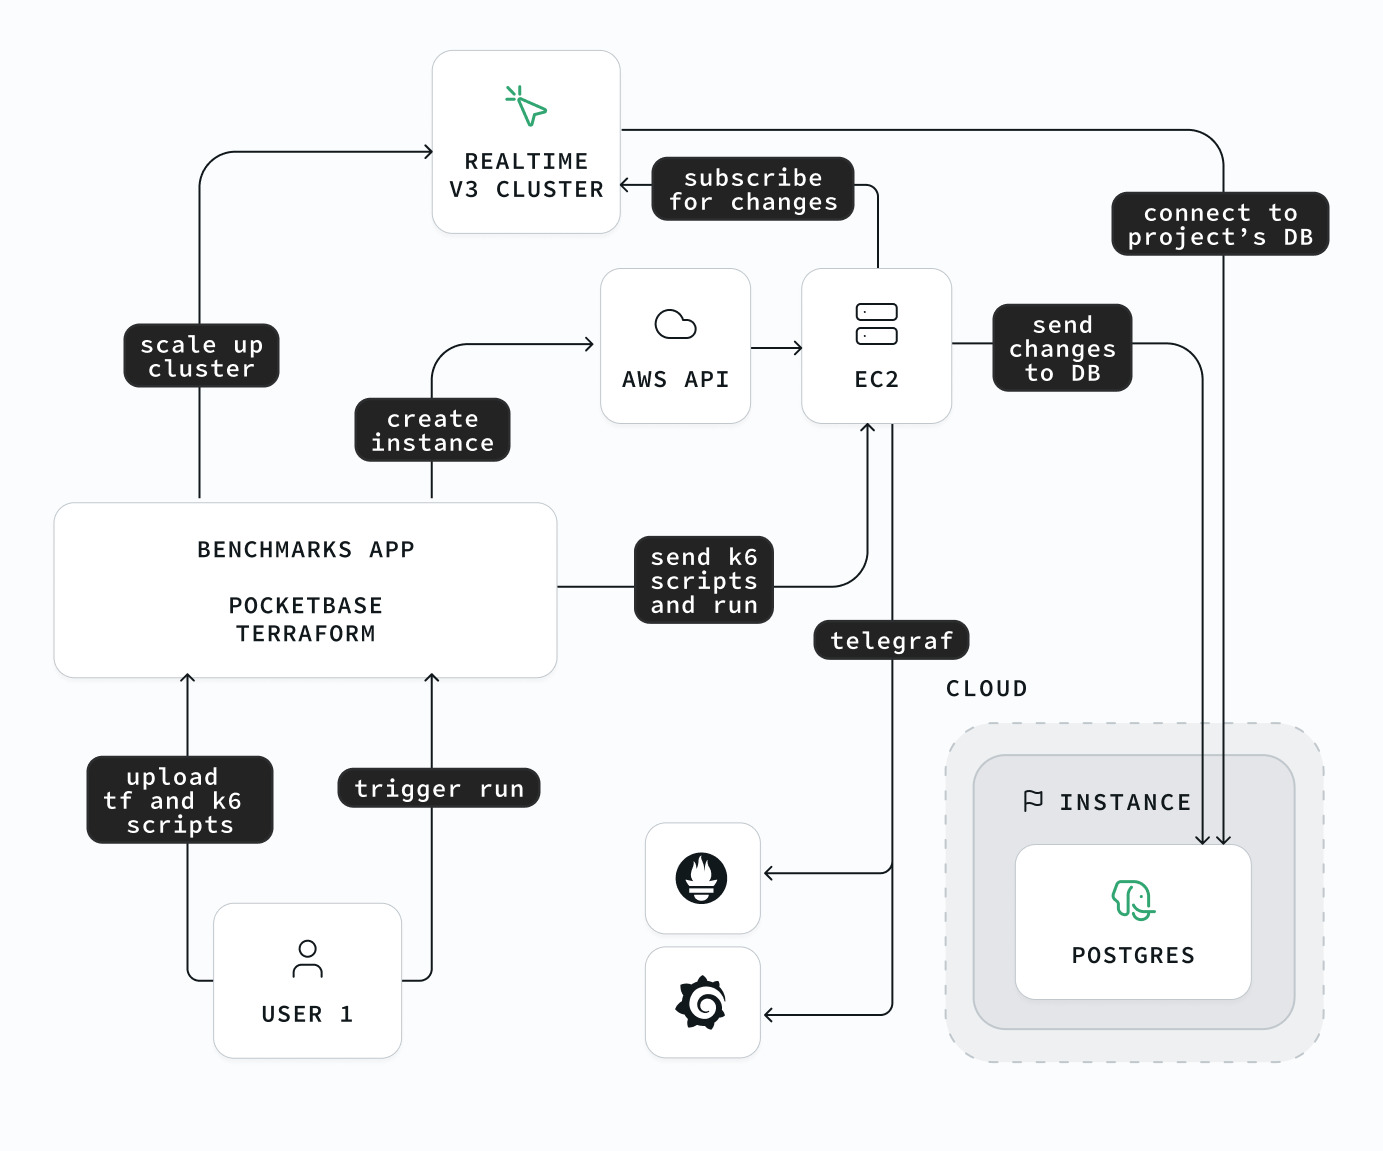 REALTIME
V3 CLUSTER
subscribe
for changes
connect to
project’s DB
scale up
cluster
AWS API
EC2
send
changes
to DB
create
instance
BENCHMARKS APP
POCKETBASE
TERRAFORM
send k6
scripts
and run
telegraf
CLOUD
upload
tf and k6
scripts
trigger run
INSTANCE
POSTGRES
USER 1